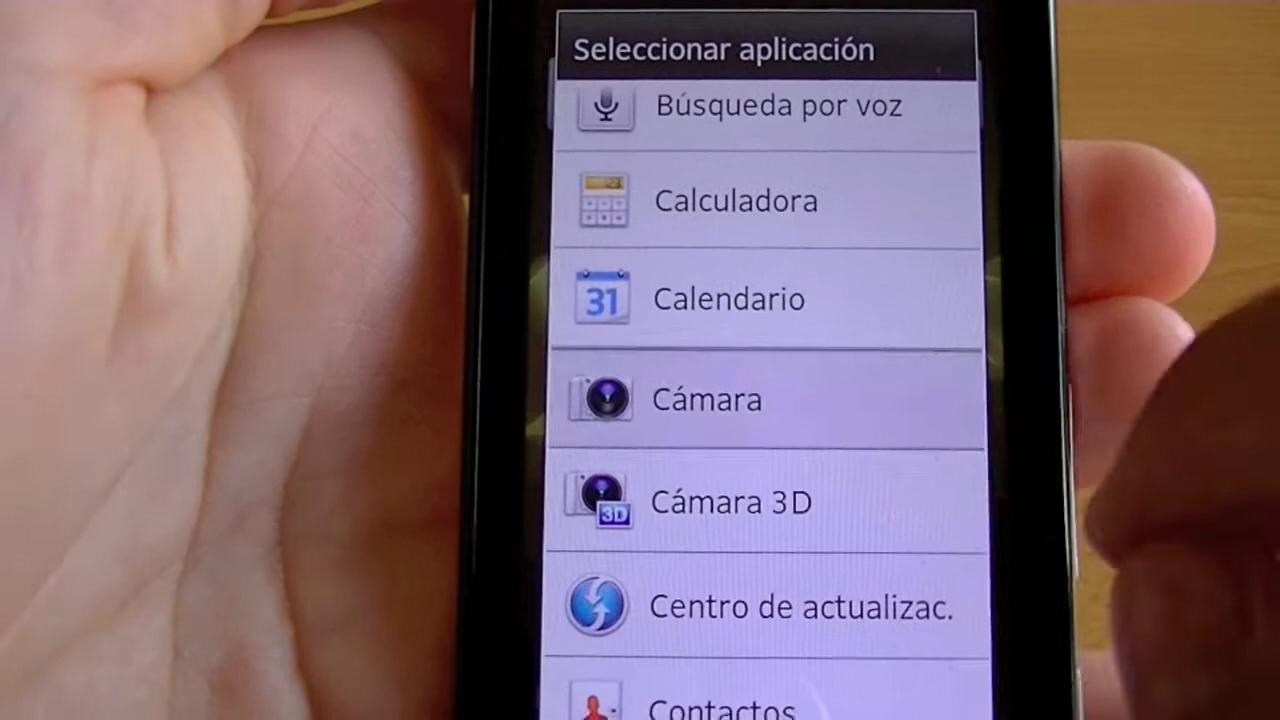 Seleccionar aplicación
Búsqueda por voz
Calculadora
31
Calendario
Cámara
Cámara 3D
3D
Centro de actualizac.
Contactos